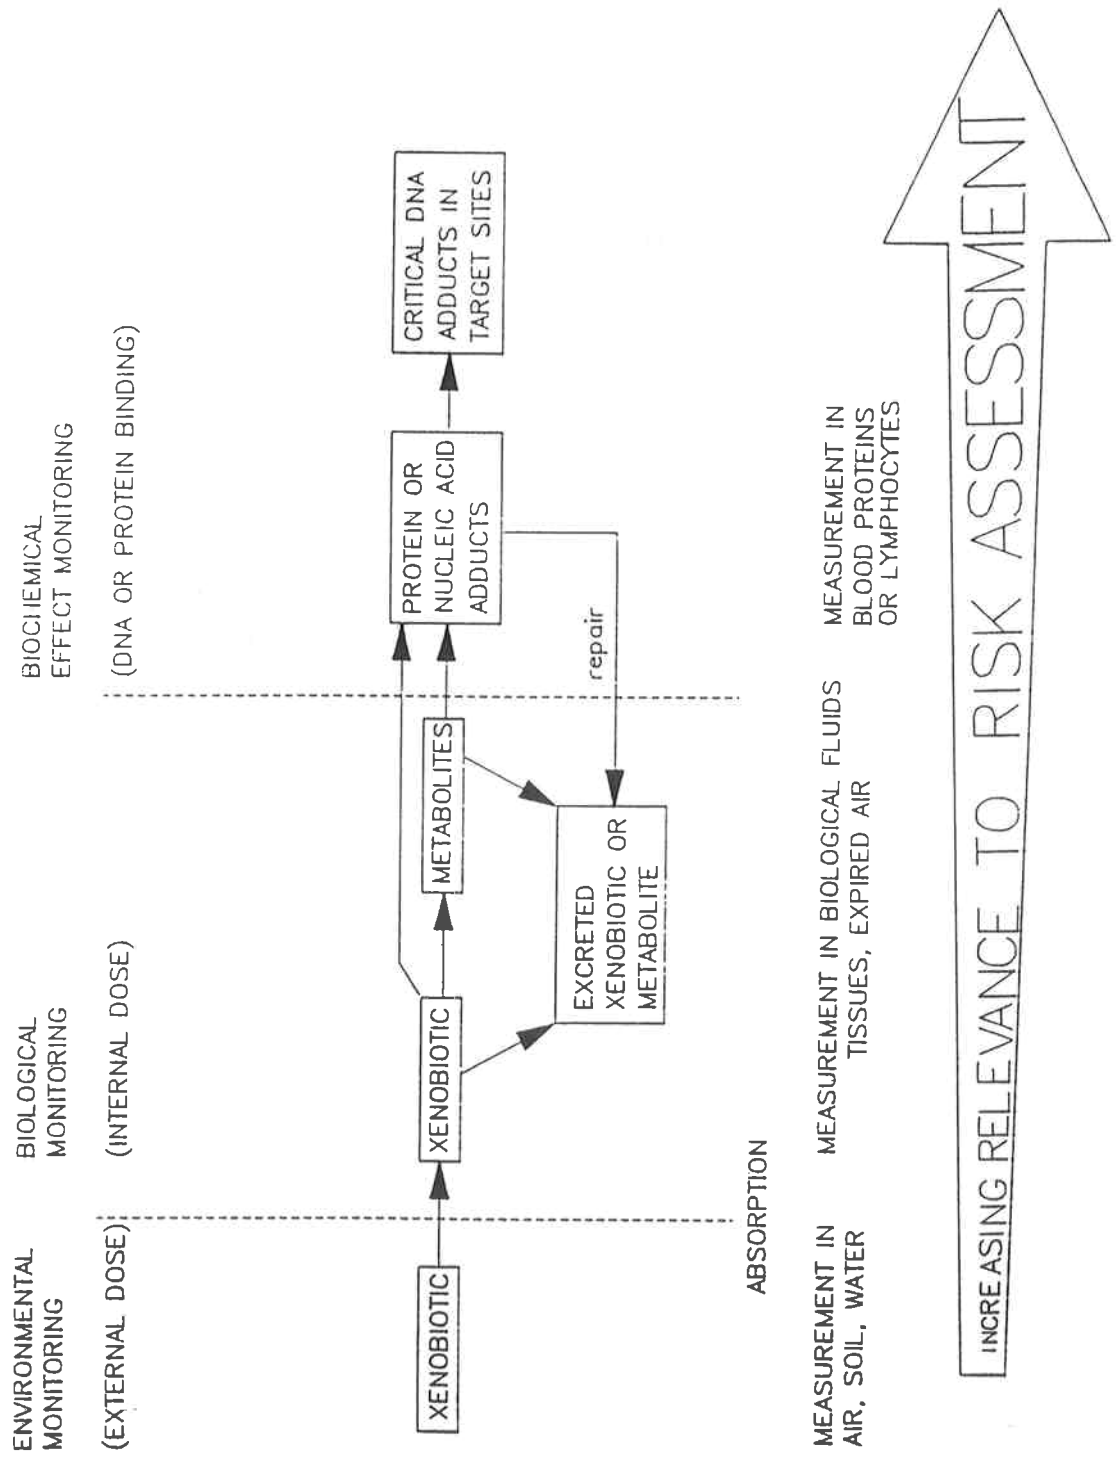 ENVIRONMENTAL
MONITORING
(EXTERNAL DOSE)
BIOLOGICAL
MONITORING
(INTERNAL DOSE)
BIOCHEMICAL
EFFECT MONITORING
(DNA OR PROTEIN BINDING)
XENOBIOTIC
XENOBIOTIC
METABOLITES
PROTEIN OR
NUCLEIC ACID
ADDUCTS
CRITICAL DNA
ADDUCTS IN
TARGET SITES
EXCRETED
XENOBIOTIC OR
METABOLITE
repair
ABSORPTION
MEASUREMENT IN
AIR, SOIL, WATER
MEASUREMENT IN BIOLOGICAL FLUIDS
TISSUES, EXPIRED AIR
MEASUREMENT IN
BLOOD PROTEINS
OR LYMPHOCYTES
INCREASING RELEVANCE TO RISK ASSESSMENT